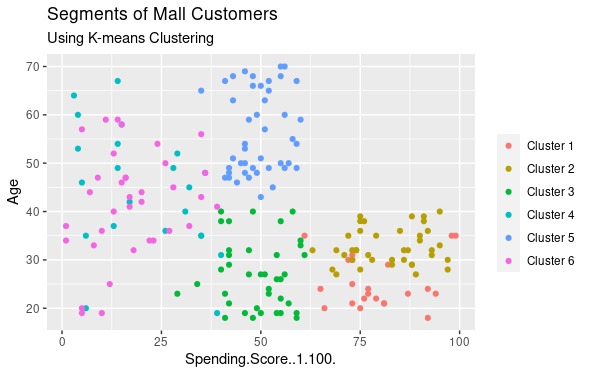 Segments of Mall Customers
Using K-means Clustering
70
60
50
40
30
20
Age
0 25 50 75 100
Spending.Score..1.100.
Cluster 1
Cluster 2
Cluster 3
Cluster 4
Cluster 5
Cluster 6